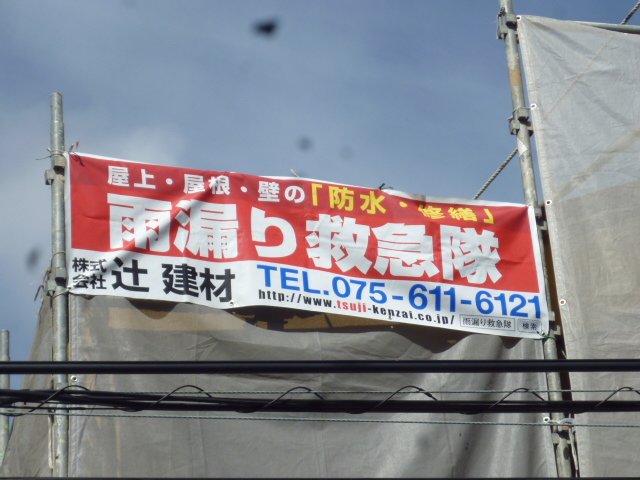 屋上・屋根・壁の「防水・修繕」
雨漏り救急隊
株式会社 辻 建材
TEL.075-611-6121
http://www.tsuji-kenzai.co.jp/ 雨漏り救急隊 検索